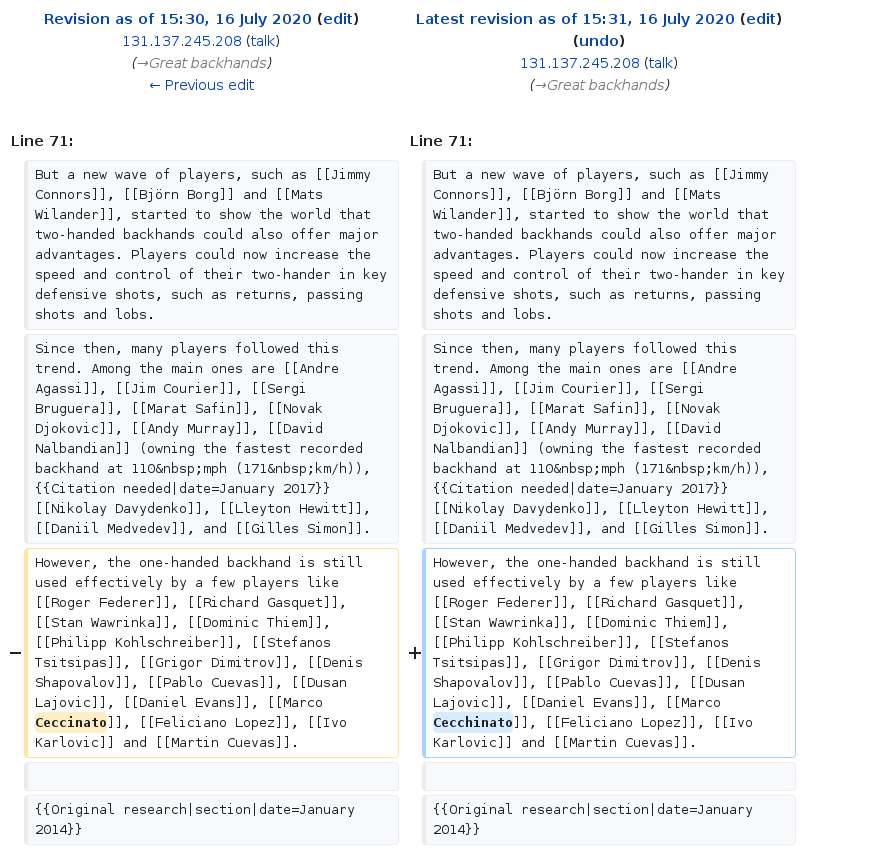 Revision as of 15:30, 16 July 2020 (edit)
131.137.245.208 (talk)
(→Great backhands)
← Previous edit
Latest revision as of 15:31, 16 July 2020 (edit)
(undo)
131.137.245.208 (talk)
(→Great backhands)
Line 71:
Line 71:
But a new wave of players, such as [[Jimmy
Connors]], [[Björn Borg]] and [[Mats
Wilander]], started to show the world that
two-handed backhands could also offer major
advantages. Players could now increase the
speed and control of their two-hander in key
defensive shots, such as returns, passing
shots and lobs.
But a new wave of players, such as [[Jimmy
Connors]], [[Björn Borg]] and [[Mats
Wilander]], started to show the world that
two-handed backhands could also offer major
advantages. Players could now increase the
speed and control of their two-hander in key
defensive shots, such as returns, passing
shots and lobs.
Since then, many players followed this
trend. Among the main ones are [[Andre
Agassi]], [[Jim Courier]], [[Sergi
Bruguera]], [[Marat Safin]], [[Novak
Djokovic]], [[Andy Murray]], [[David
Nalbandian]] (owning the fastest recorded
backhand at 110&nbsp;mph (171&nbsp;km/h)),
{{Citation needed|date=January 2017}}
[[Nikolay Davydenko]], [[Lleyton Hewitt]],
[[Daniil Medvedev]], and [[Gilles Simon]].
Since then, many players followed this
trend. Among the main ones are [[Andre
Agassi]], [[Jim Courier]], [[Sergi
Bruguera]], [[Marat Safin]], [[Novak
Djokovic]], [[Andy Murray]], [[David
Nalbandian]] (owning the fastest recorded
backhand at 110&nbsp;mph (171&nbsp;km/h)),
{{Citation needed|date=January 2017}}
[[Nikolay Davydenko]], [[Lleyton Hewitt]],
[[Daniil Medvedev]], and [[Gilles Simon]].
−
However, the one-handed backhand is still
used effectively by a few players like
[[Roger Federer]], [[Richard Gasquet]],
[[Stan Wawrinka]], [[Dominic Thiem]],
[[Philipp Kohlschreiber]], [[Stefanos
Tsitsipas]], [[Grigor Dimitrov]], [[Denis
Shapovalov]], [[Pablo Cuevas]], [[Dusan
Lajovic]], [[Daniel Evans]], [[Marco
Ceccinato]], [[Feliciano Lopez]], [[Ivo
Karlovic]] and [[Martin Cuevas]].
+
However, the one-handed backhand is still
used effectively by a few players like
[[Roger Federer]], [[Richard Gasquet]],
[[Stan Wawrinka]], [[Dominic Thiem]],
[[Philipp Kohlschreiber]], [[Stefanos
Tsitsipas]], [[Grigor Dimitrov]], [[Denis
Shapovalov]], [[Pablo Cuevas]], [[Dusan
Lajovic]], [[Daniel Evans]], [[Marco
Cecchinato]], [[Feliciano Lopez]], [[Ivo
Karlovic]] and [[Martin Cuevas]].
{{Original research|section|date=January
2014}}
{{Original research|section|date=January
2014}}